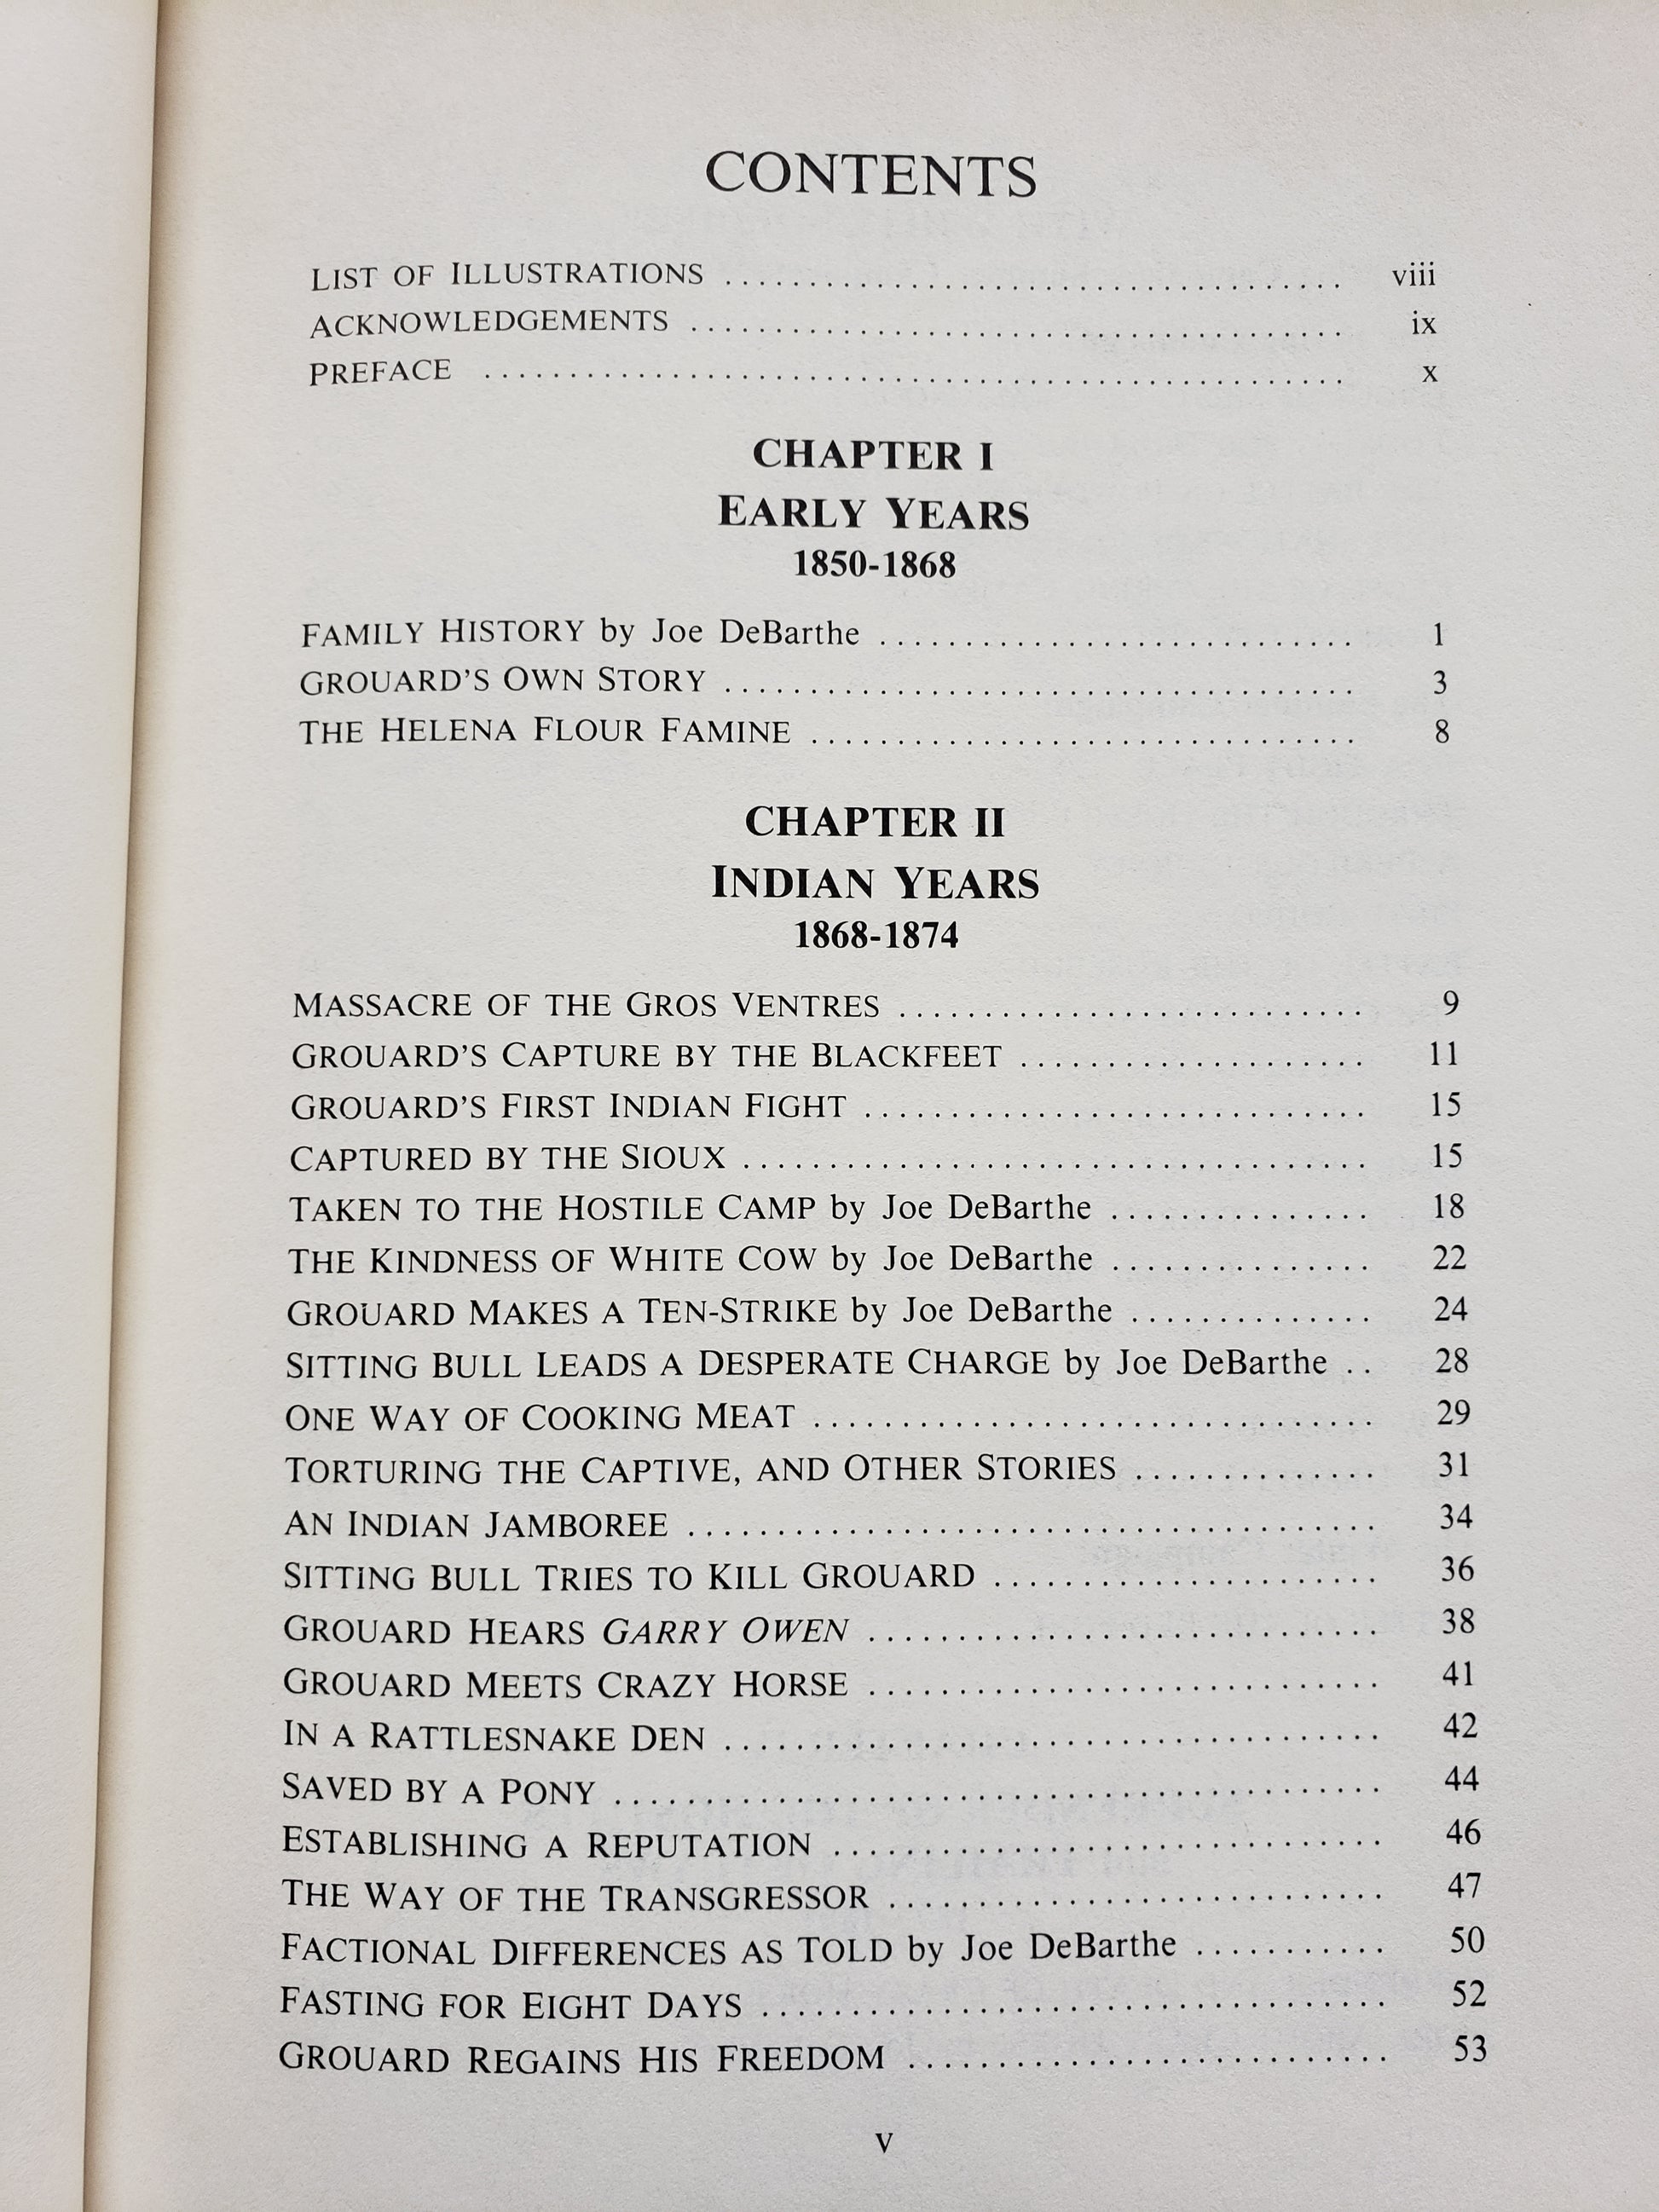 CONTENTS
LIST OF ILLUSTRATIONS ........................................ viii
ACKNOWLEDGEMENTS ........................................ ix
PREFACE ........................................ x
CHAPTER I
EARLY YEARS
1850-1868
FAMILY HISTORY by Joe DeBarthe ............................ 1
GROUARD'S OWN STORY ..................................... 3
THE HELENA FLOUR FAMINE ................................ 8
CHAPTER II
INDIAN YEARS
1868-1874
MASSACRE OF THE GROS VENTRES ........................... 9
GROUARD'S CAPTURE BY THE BLACKFEET .................... 11
GROUARD'S FIRST INDIAN FIGHT ............................. 15
CAPTURED BY THE SIOUX .................................... 15
TAKEN TO THE HOSTILE CAMP by Joe DeBarthe ............... 18
THE KINDNESS OF WHITE COW by Joe DeBarthe ............... 22
GROUARD MAKES A TEN-STRIKE by Joe DeBarthe .............. 24
SITTING BULL LEADS A DESPERATE CHARGE by Joe DeBarthe .. 28
ONE WAY OF COOKING MEAT ................................ 29
TORTURING THE CAPTIVE, AND OTHER STORIES .............. 31
AN INDIAN JAMBOREE ....................................... 34
SITTING BULL TRIES TO KILL GROUARD ...................... 36
GROUARD HEARS GARRY OWEN ............................. 38
GROUARD MEETS CRAZY HORSE ............................. 41
IN A RATTLESNAKE DEN ..................................... 42
SAVED BY A PONY ........................................... 44
ESTABLISHING A REPUTATION ............................... 46
THE WAY OF THE TRANSGRESSOR ............................ 47
FACTIONAL DIFFERENCES AS TOLD by Joe DeBarthe ........... 50
FASTING FOR EIGHT DAYS ................................... 52
GROUARD REGAINS HIS FREEDOM ........................... 53
v